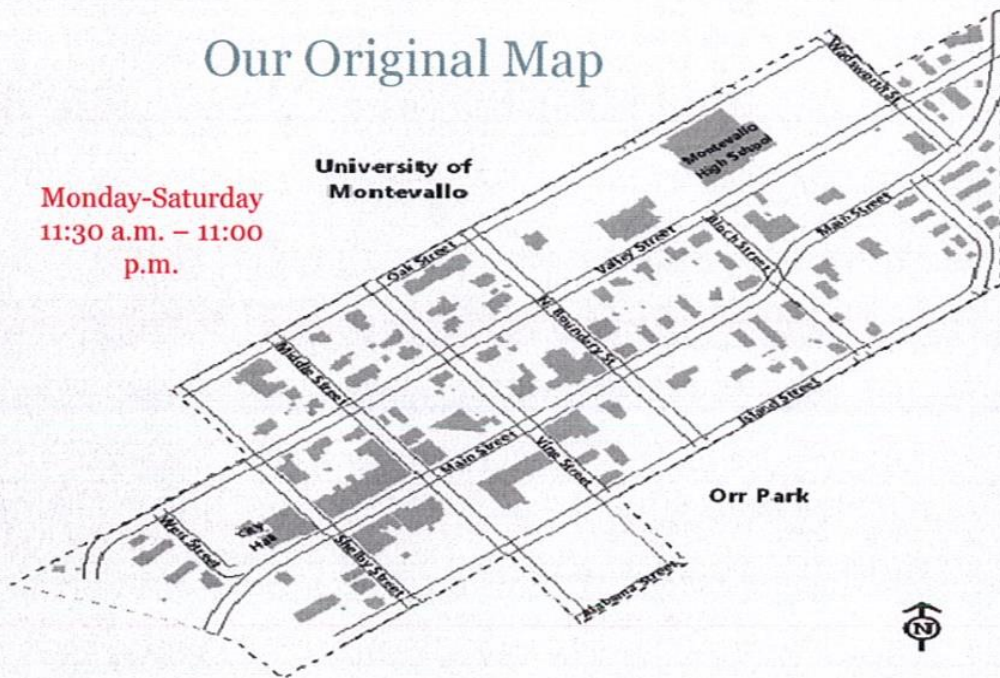 Our Original Map
University of
Montevallo
Monday-Saturday
11:30 a.m. – 11:00
p.m.
Wadsworth St.
Montevallo
High School
Oak Street
Valley Street
Bloch Street
Main Street
N. Boundary St.
Middle Street
Main Street
Vine Street
Island Street
Orr Park
West Street
City
Hall
Shelby Street
Alabama Street
N